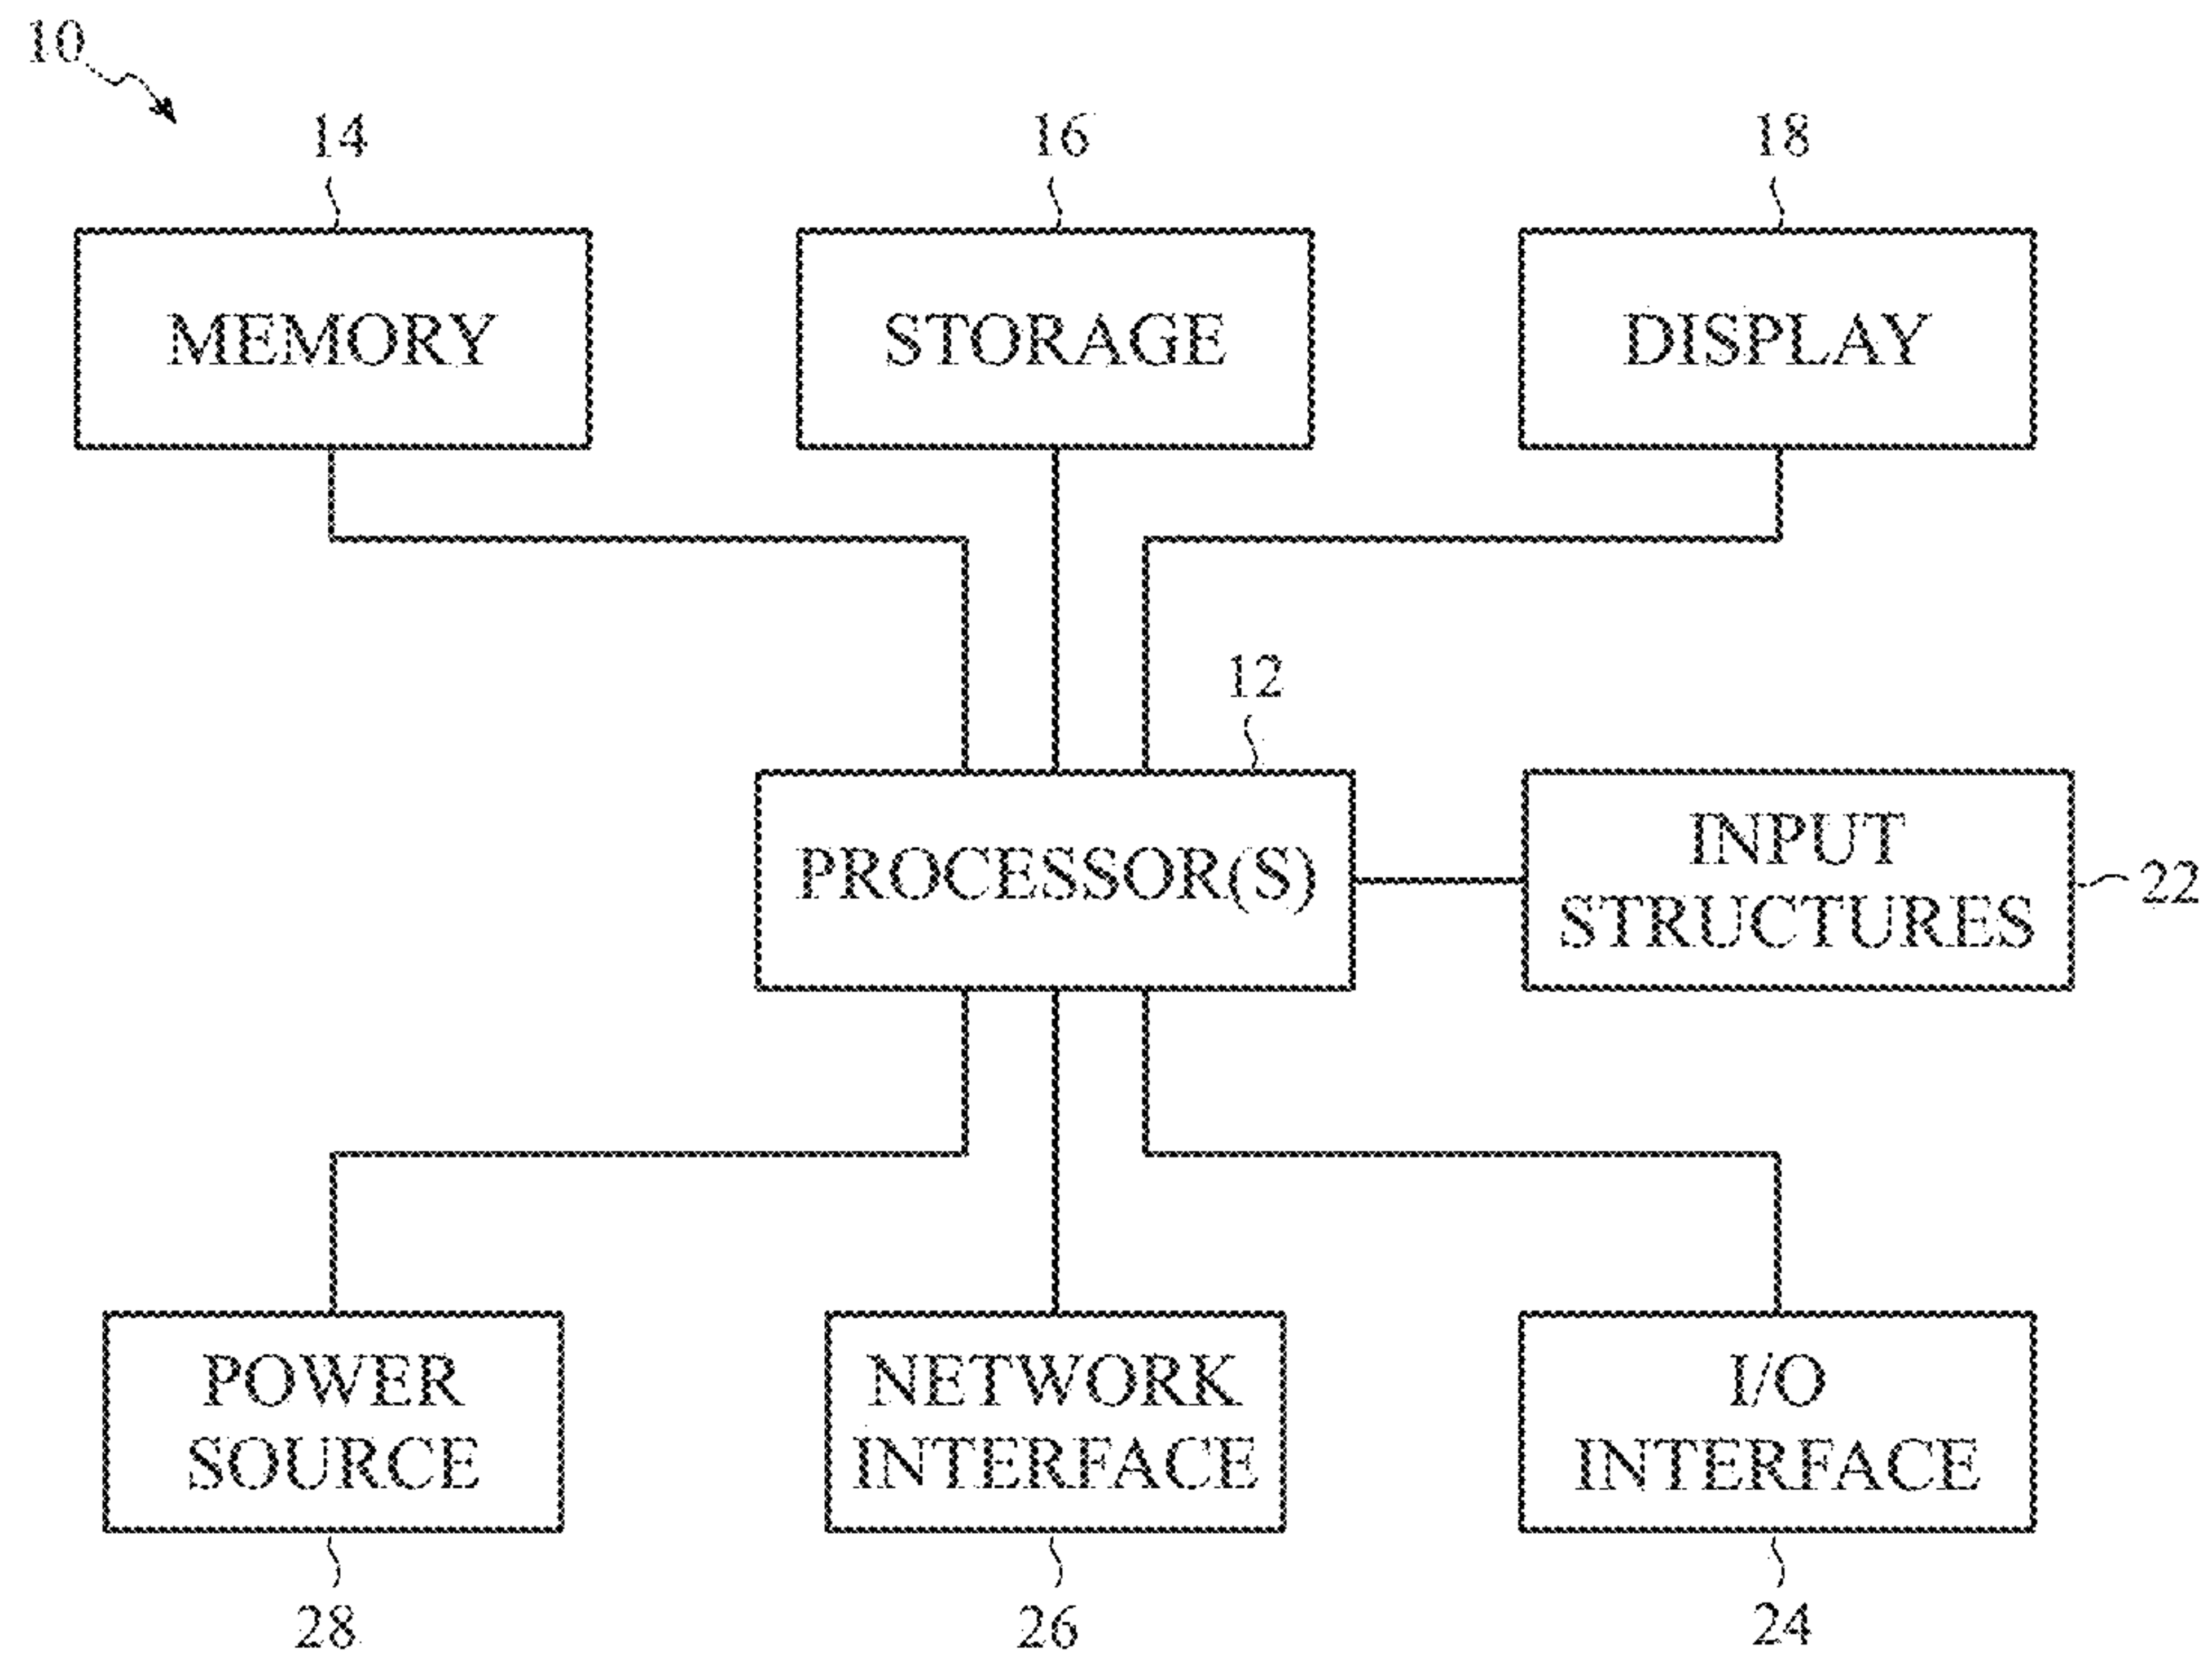 10
14
16
18
MEMORY
STORAGE
DISPLAY
12
PROCESSOR(S)
INPUT
STRUCTURES
22
POWER
SOURCE
NETWORK
INTERFACE
I/O
INTERFACE
28
26
24